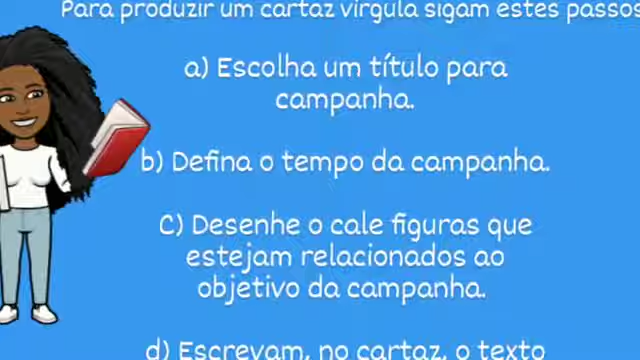 Para produzir um cartaz vírgula sigam estes passos
a) Escolha um título para
campanha.
b) Defina o tempo da campanha.
C) Desenhe o cale figuras que
estejam relacionados ao
objetivo da campanha.
d) Escrevam, no cartaz, o texto